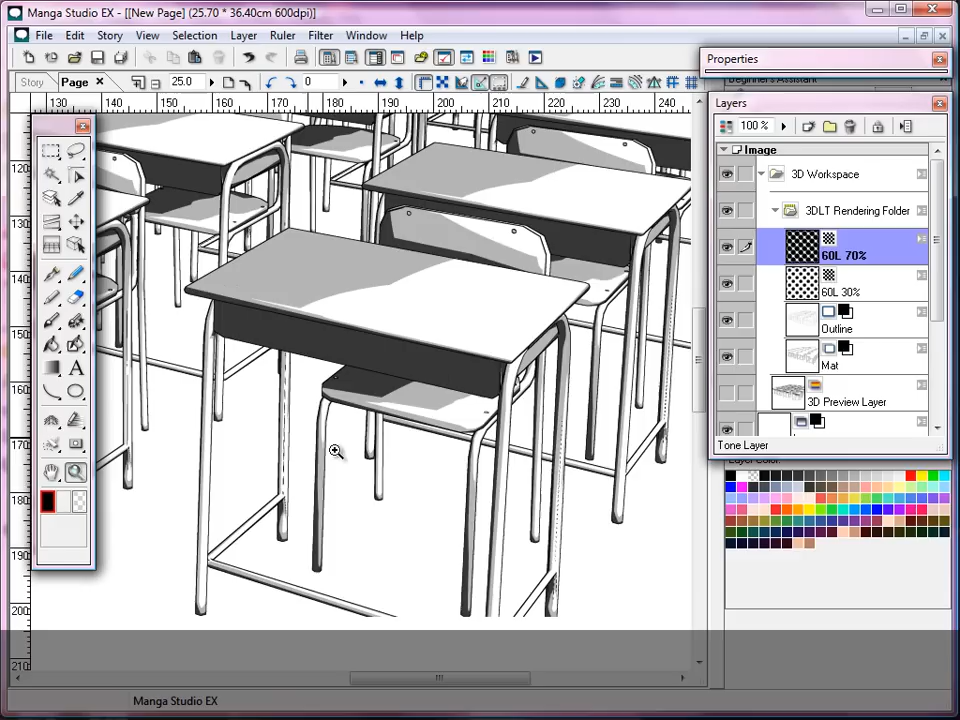 Manga Studio EX - [[New Page] (25.70 * 36.40cm 600dpi)]
File Edit Story View Selection Layer Ruler Filter Window Help
Story Page 25.0 0
Properties
130 140 150 160 170 180 190 200 210 220 230 240
Layers
100 %
Image
3D Workspace
3DLT Rendering Folder
60L 70%
60L 30%
Outline
Mat
3D Preview Layer
Tone Layer
120
130
140
150
160
170
180
190
200
210
A
Manga Studio EX